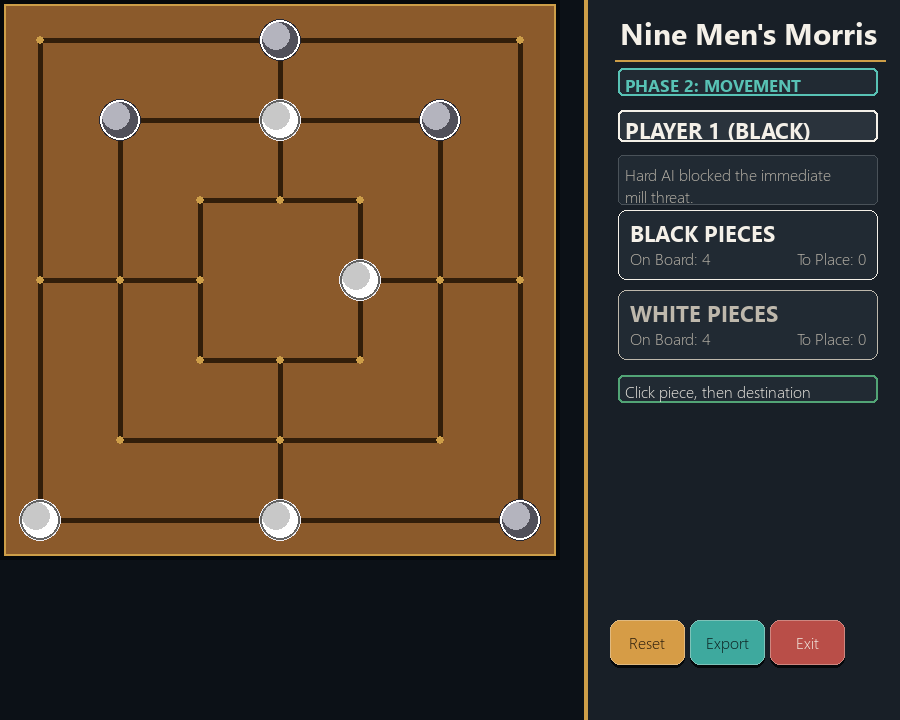 Nine Men's Morris
PHASE 2: MOVEMENT
PLAYER 1 (BLACK)
Hard AI blocked the immediate
mill threat.
BLACK PIECES
On Board: 4 To Place: 0
WHITE PIECES
On Board: 4 To Place: 0
Click piece, then destination
Reset Export Exit